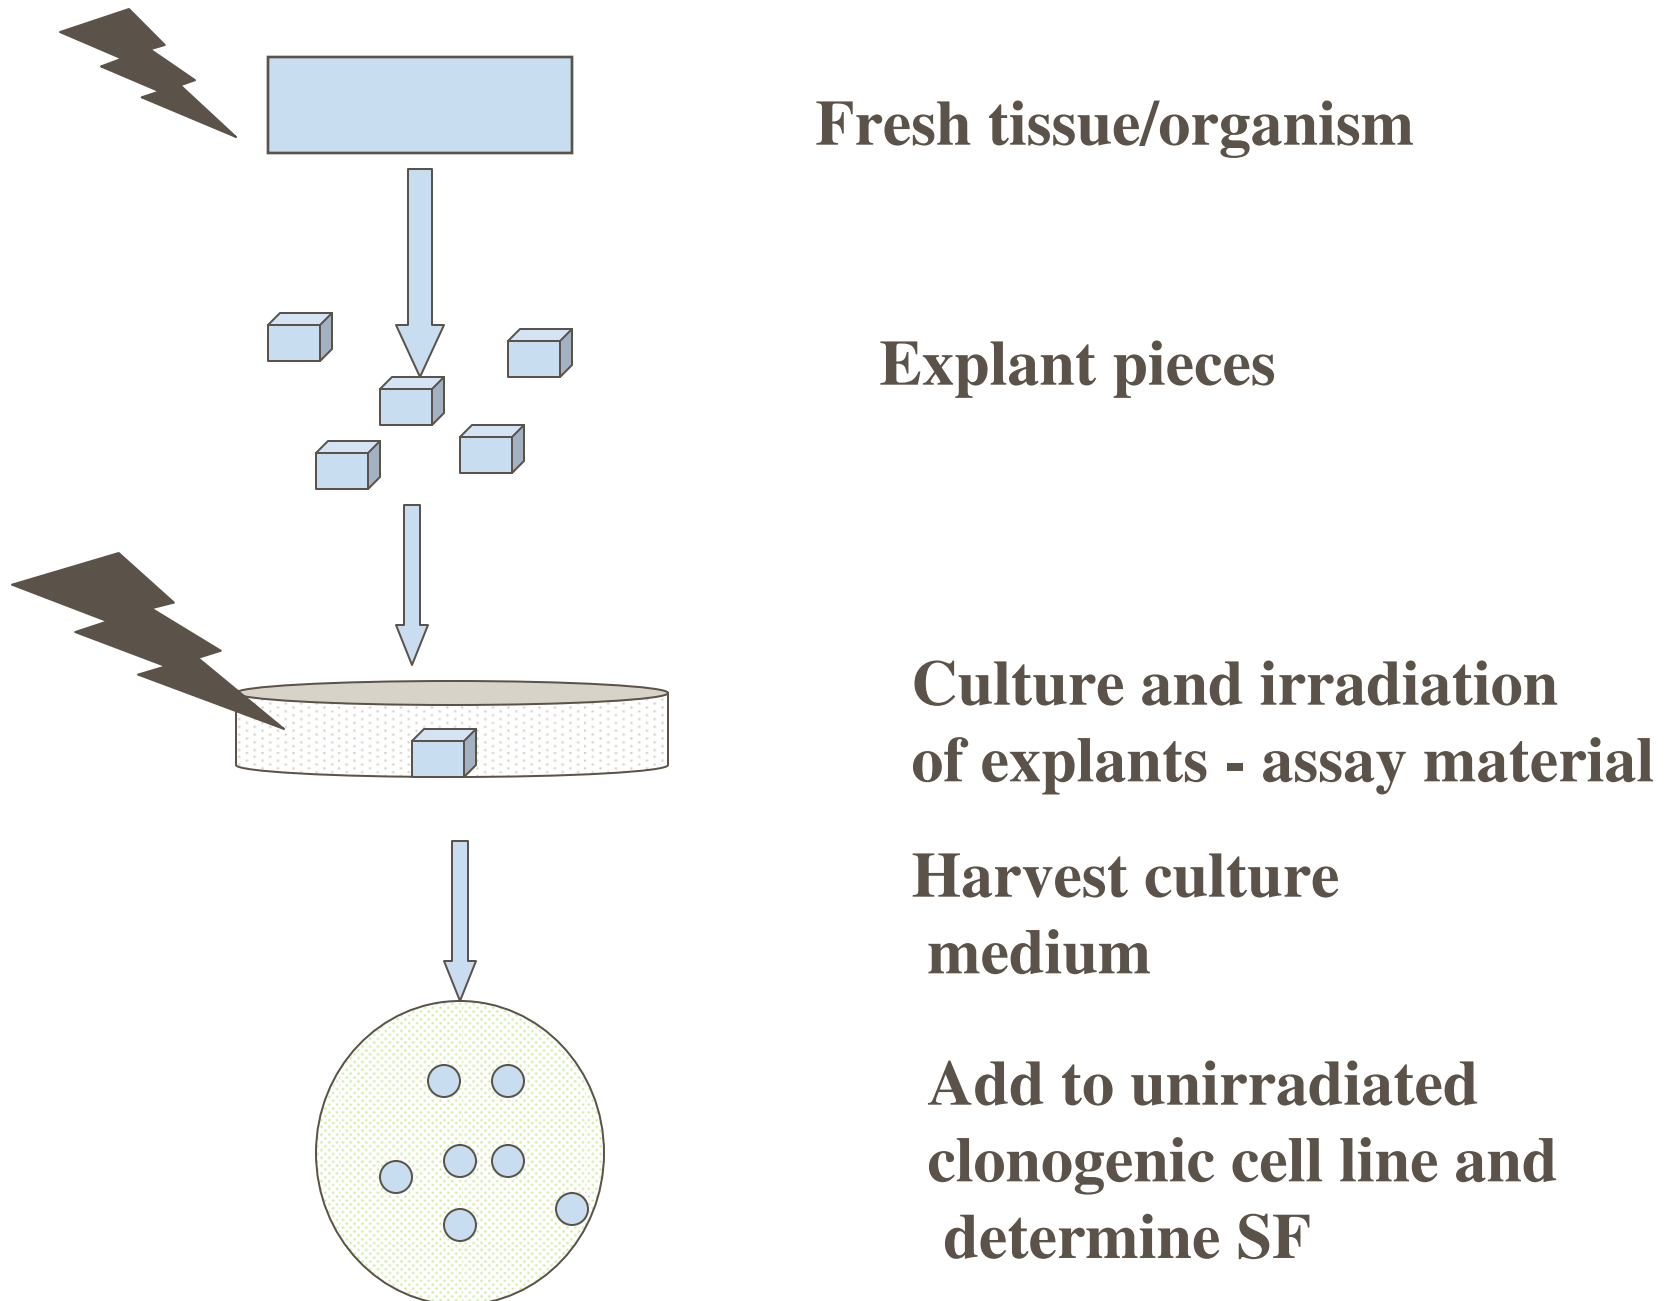 Fresh tissue/organism
Explant pieces
Culture and irradiation
of explants - assay material
Harvest culture
medium
Add to unirradiated
clonogenic cell line and
determine SF